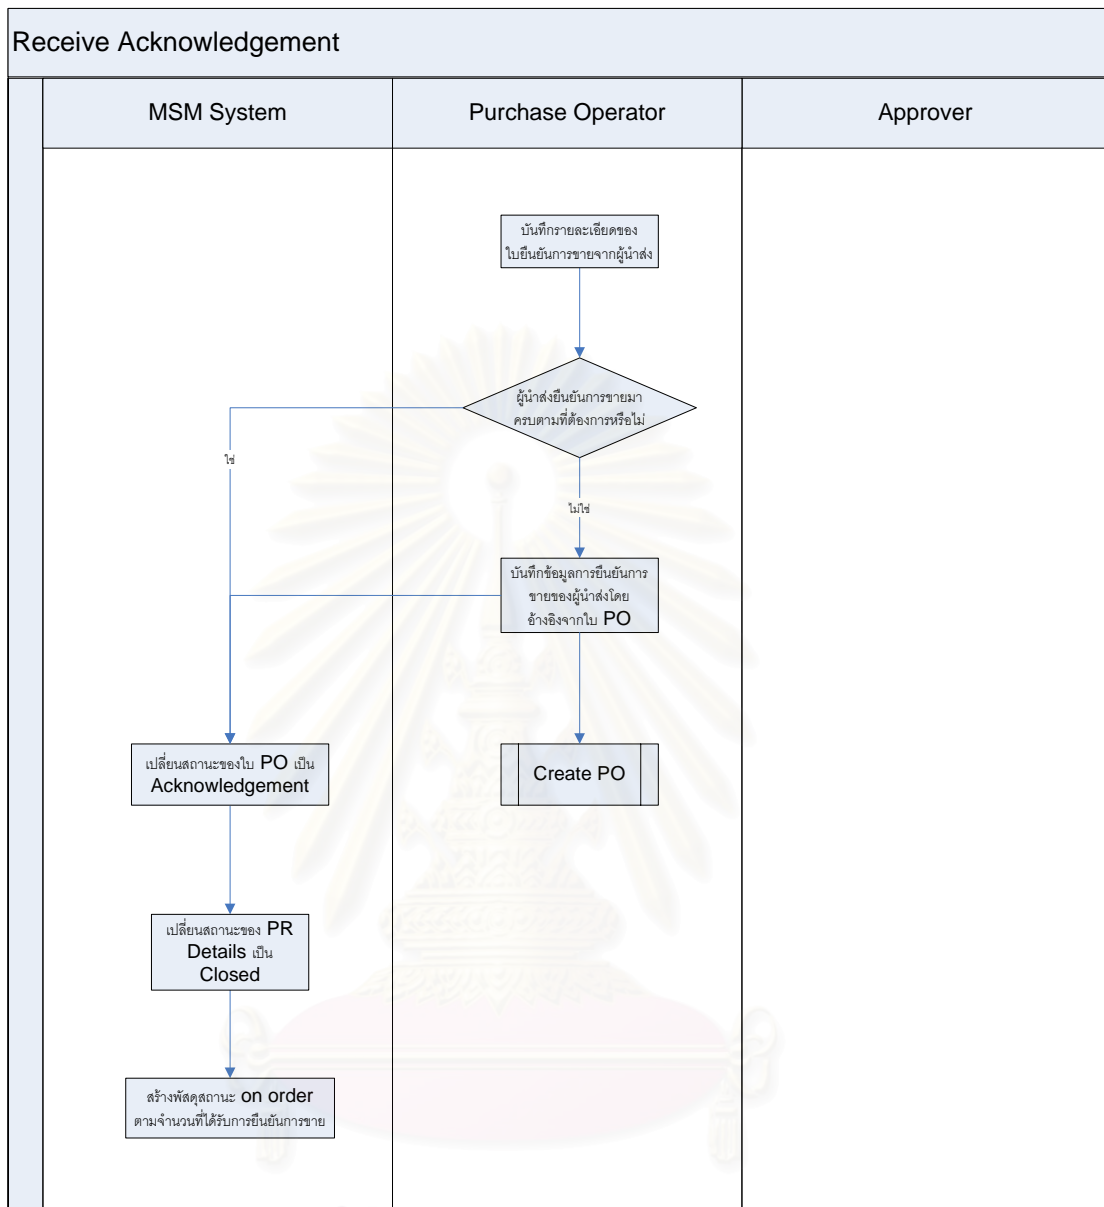 Receive Acknowledgement
MSM System
Purchase Operator
Approver
บันทึกรายละเอียดของ
ใบยืนยันการขายจากผู้นำส่ง
ผู้นำส่งยืนยันการขายมา
ครบตามที่ต้องการหรือไม่
ใช่
ไม่ใช่
บันทึกข้อมูลการยืนยันการ
ขายของผู้นำส่งโดย
อ้างอิงจากใบ PO
เปลี่ยนสถานะของใบ PO เป็น
Acknowledgement
Create PO
เปลี่ยนสถานะของ PR
Details เป็น
Closed
สร้างพัสดุสถานะ on order
ตามจำนวนที่ได้รับการยืนยันการขาย